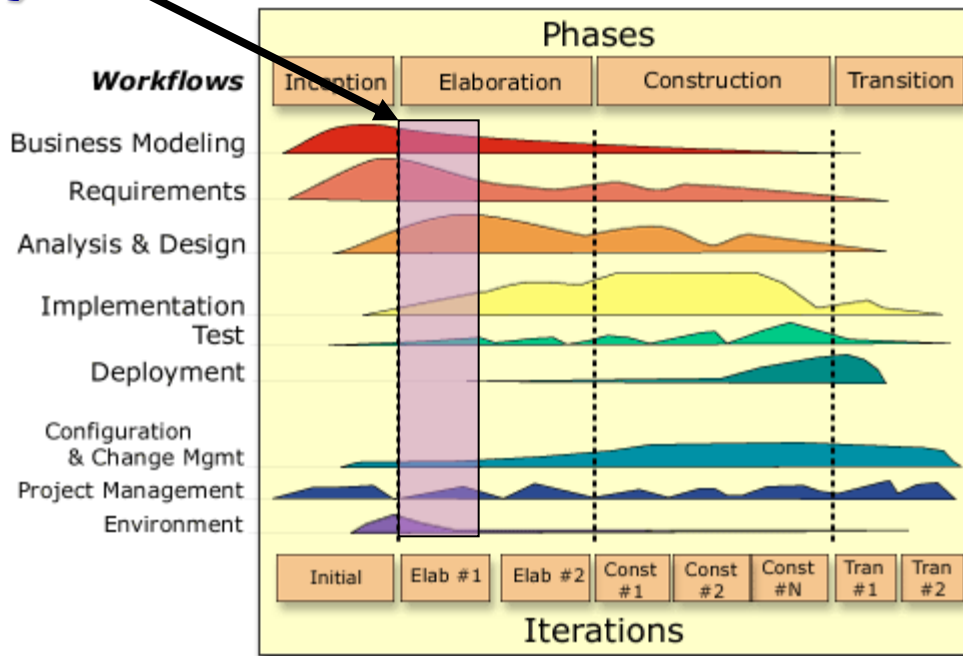 Phases
Workflows
Inception
Elaboration
Construction
Transition
Business Modeling
Requirements
Analysis & Design
Implementation
Test
Deployment
Configuration
& Change Mgmt
Project Management
Environment
Initial
Elab #1
Elab #2
Const
#1
Const
#2
Const
#N
Tran
#1
Tran
#2
Iterations